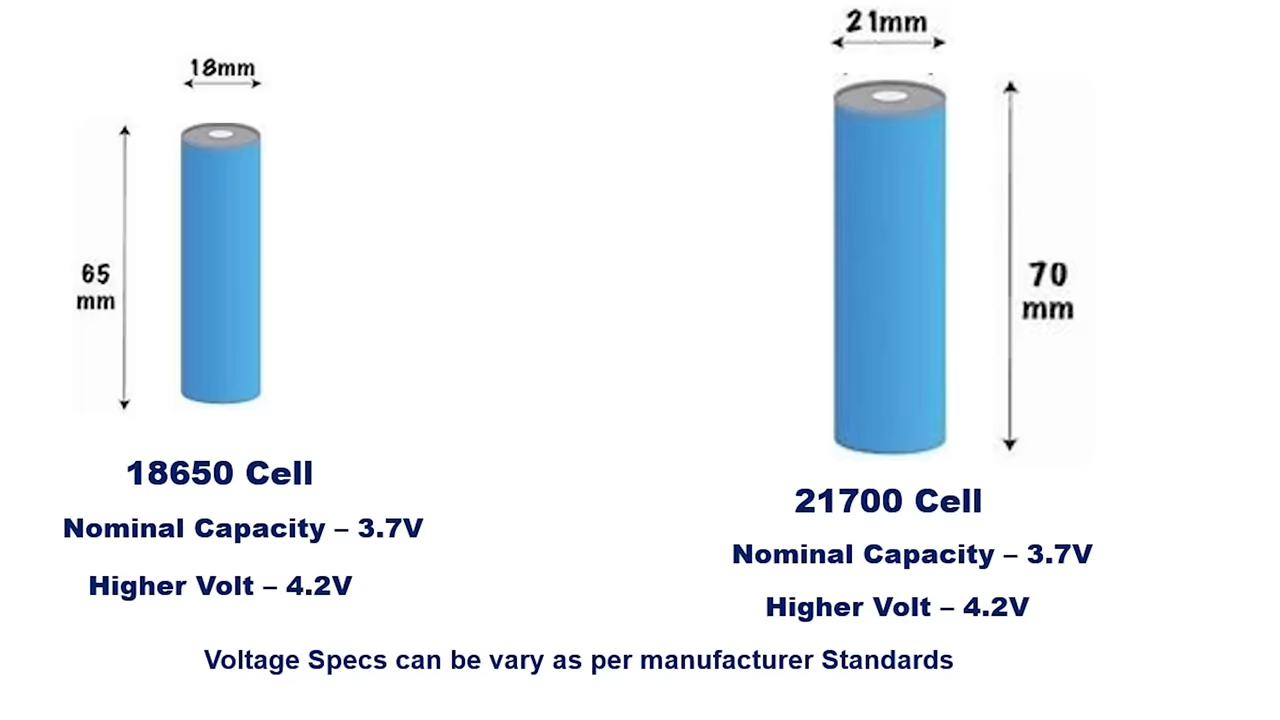 18mm
65
mm
18650 Cell
Nominal Capacity – 3.7V
Higher Volt – 4.2V
21mm
70
mm
21700 Cell
Nominal Capacity – 3.7V
Higher Volt – 4.2V
Voltage Specs can be vary as per manufacturer Standards